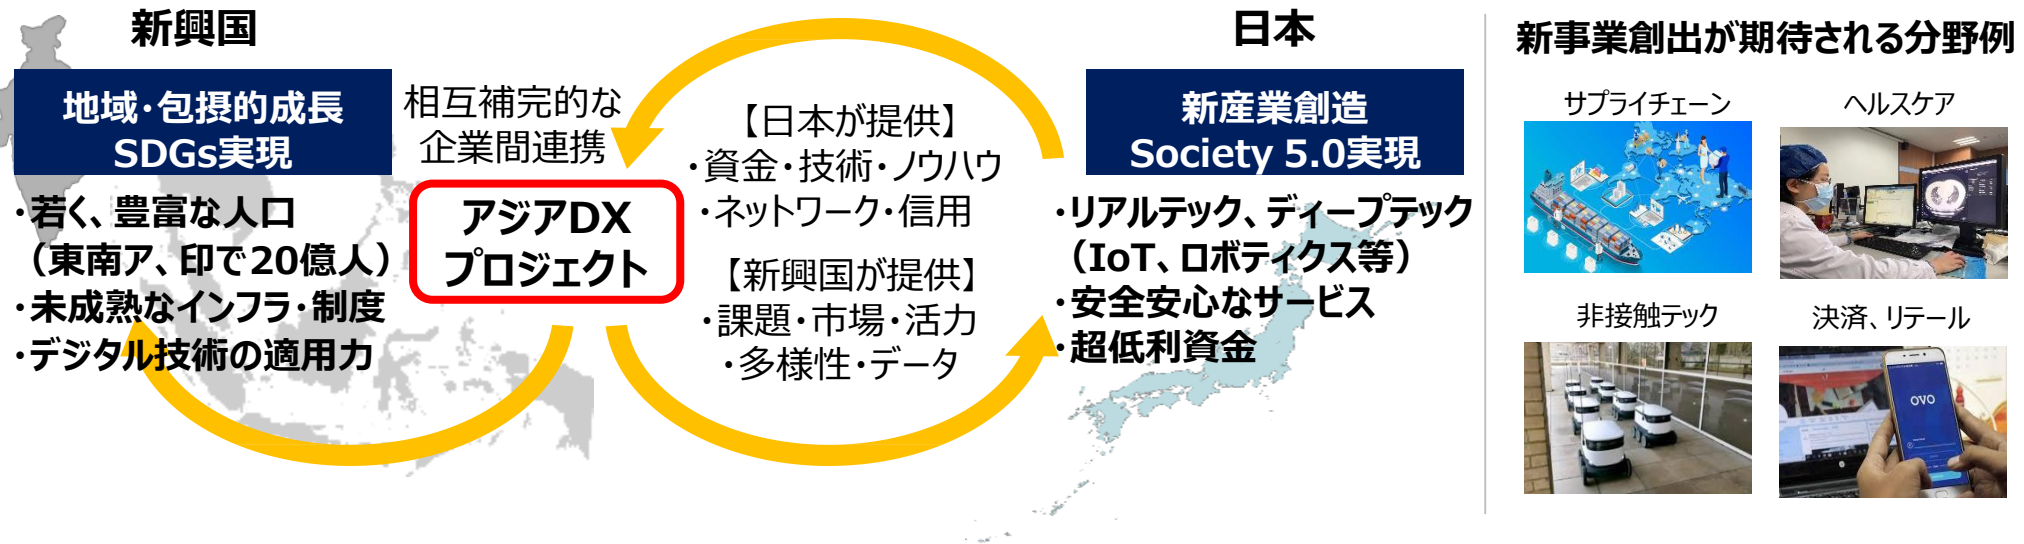 新興国
地域・包摂的成長
SDGs実現
・若く、豊富な人口
（東南ア、印で20億人）
・未成熟なインフラ・制度
・デジタル技術の適用力
相互補完的な
企業間連携
アジアDX
プロジェクト
【日本が提供】
・資金・技術・ノウハウ
・ネットワーク・信用
【新興国が提供】
・課題・市場・活力
・多様性・データ
日本
新産業創造
Society 5.0実現
・リアルテック、ディープテック
（IoT、ロボティクス等）
・安全安心なサービス
・超低利資金
新事業創出が期待される分野例
サプライチェーン
ヘルスケア
非接触テック
決済、リテール
OVO